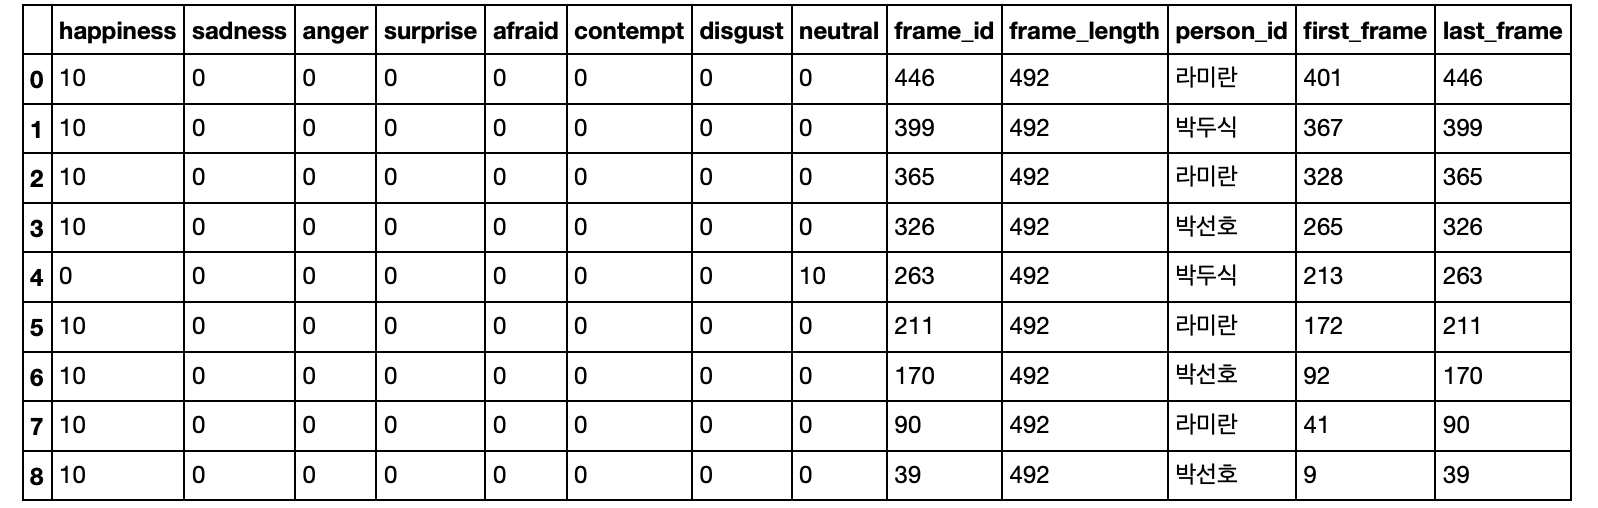 happiness sadness anger surprise afraid contempt disgust neutral frame_id frame_length person_id first_frame last_frame
0 10 0 0 0 0 0 0 0 446 492 라미란 401 446
1 10 0 0 0 0 0 0 0 399 492 박두식 367 399
2 10 0 0 0 0 0 0 0 365 492 라미란 328 365
3 10 0 0 0 0 0 0 0 326 492 박선호 265 326
4 0 0 0 0 0 0 0 10 263 492 박두식 213 263
5 10 0 0 0 0 0 0 0 211 492 라미란 172 211
6 10 0 0 0 0 0 0 0 170 492 박선호 92 170
7 10 0 0 0 0 0 0 0 90 492 라미란 41 90
8 10 0 0 0 0 0 0 0 39 492 박선호 9 39